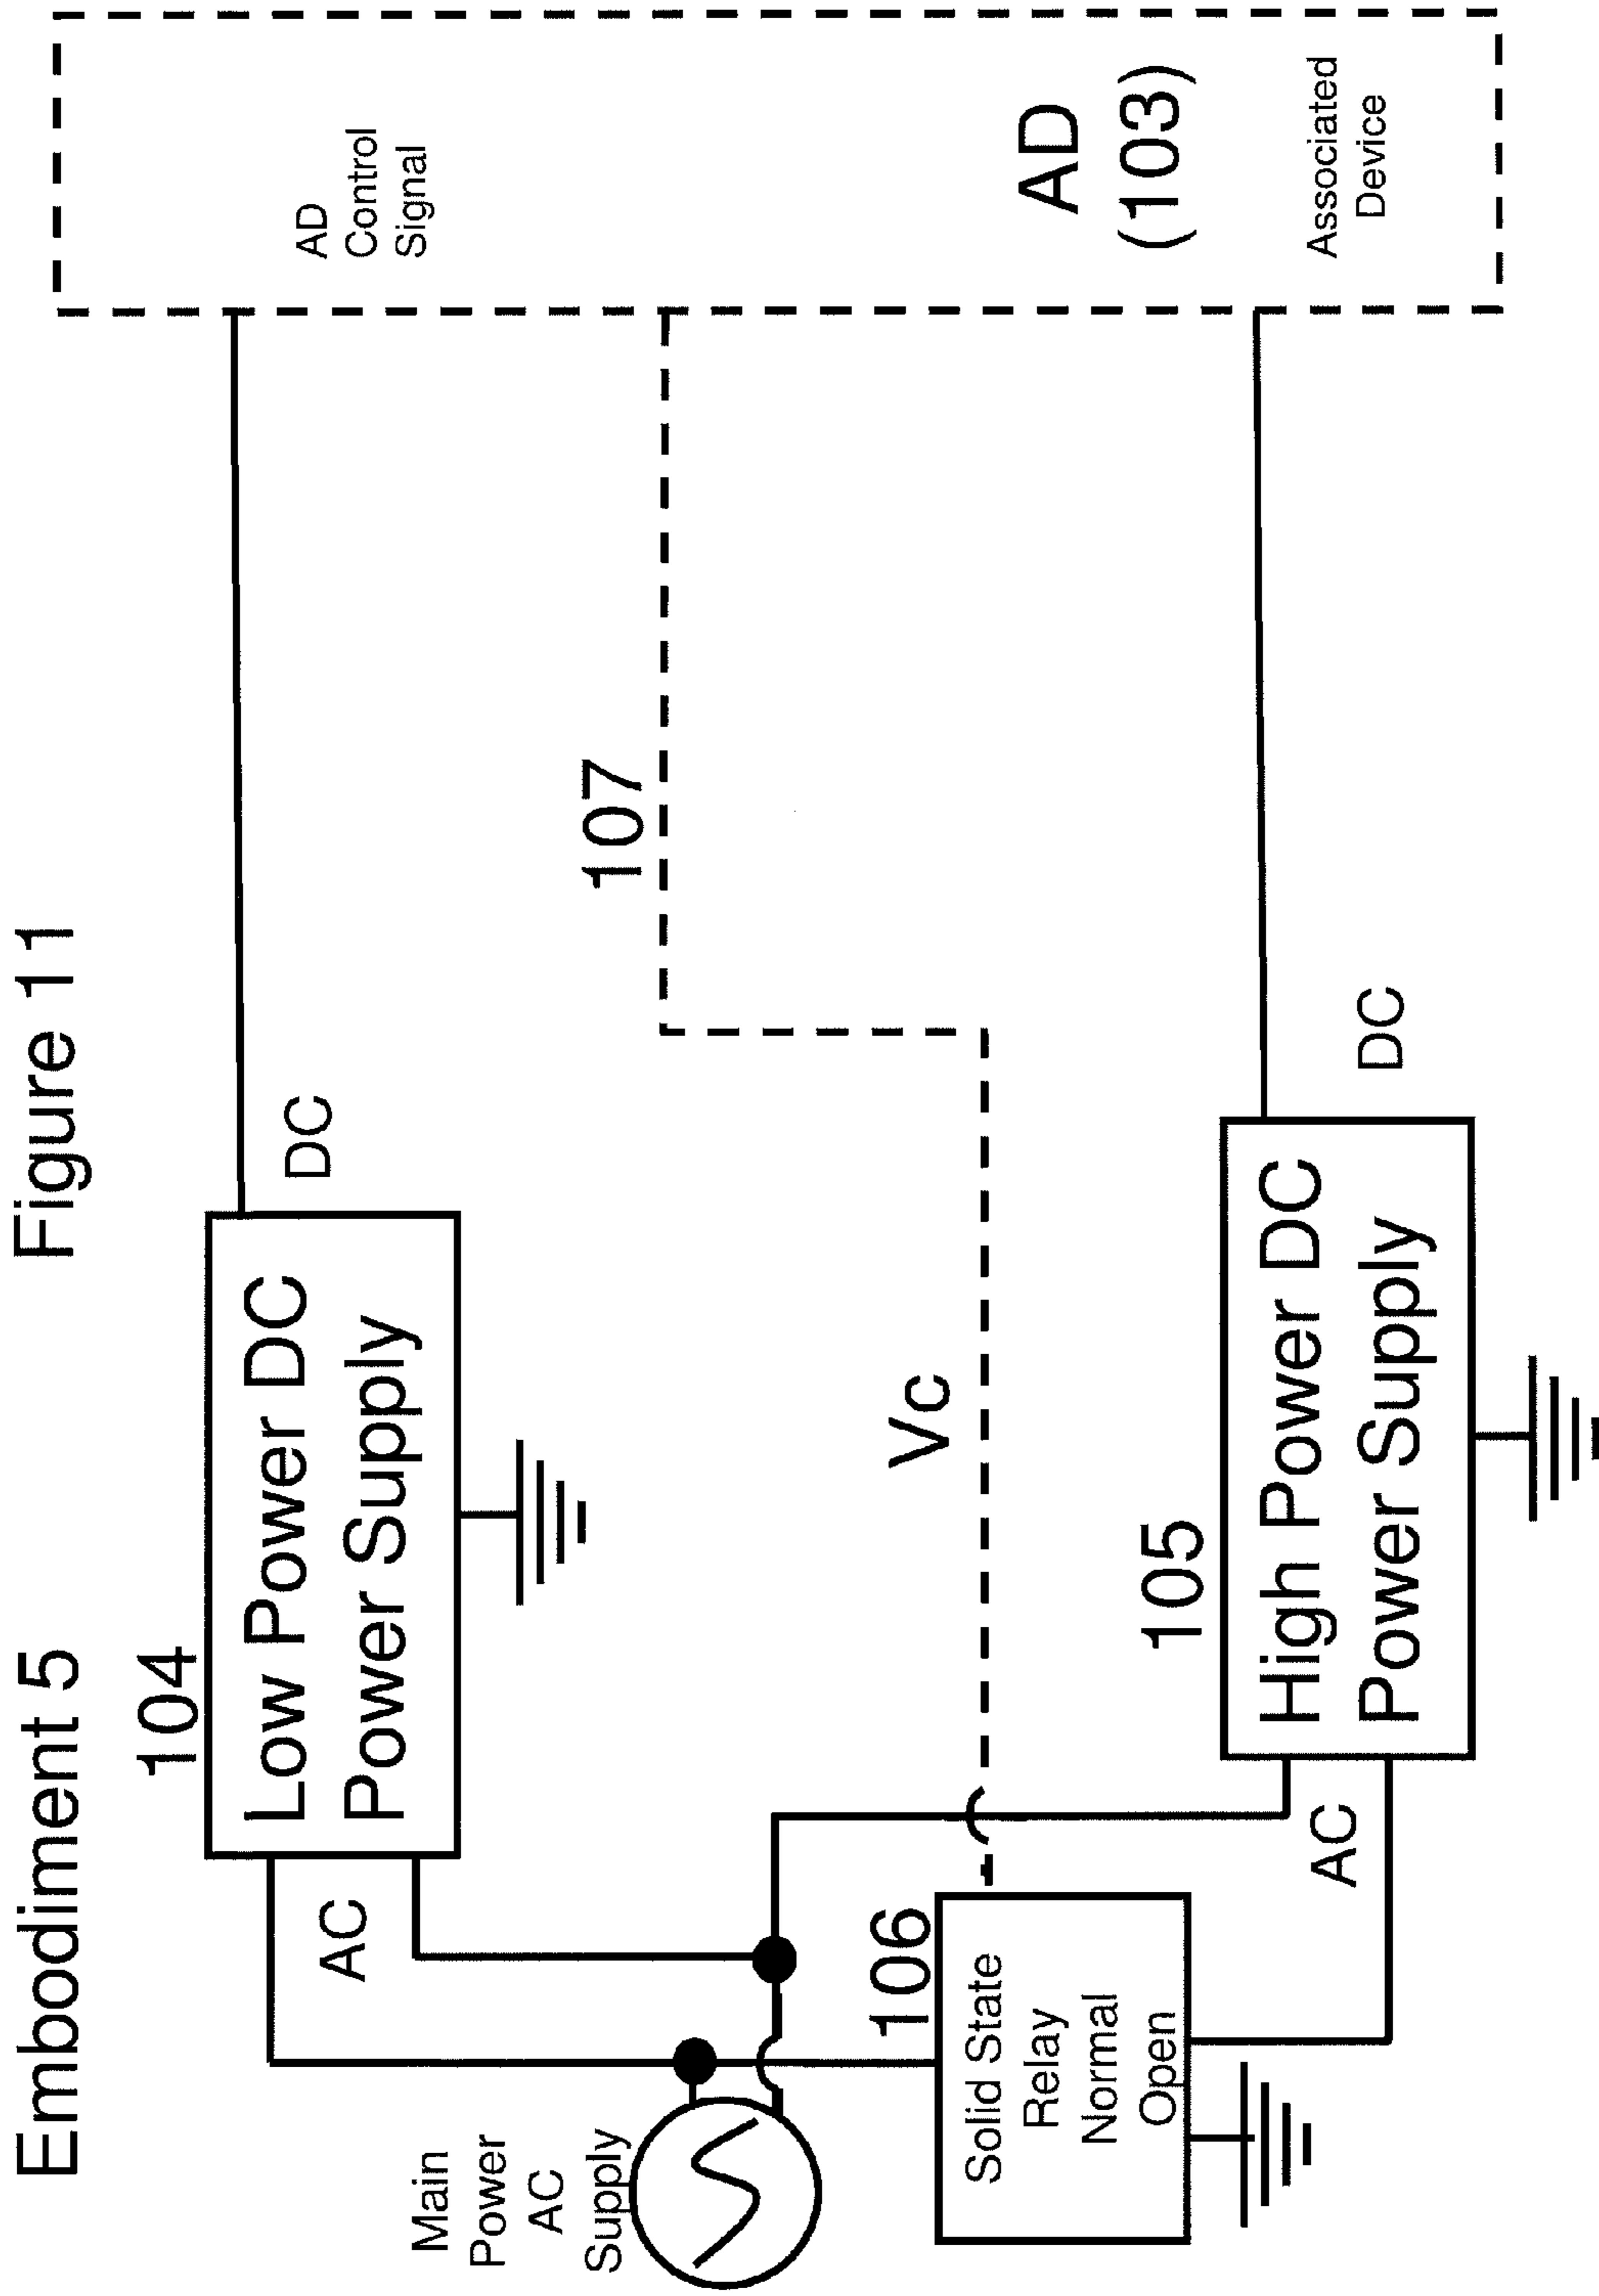 Embodiment 5
Figure 11
104
Low Power DC
Power Supply
DC
AC
AD
Control
Signal
107
Main
Power
AC
Supply
106
Solid State
Relay
Normal
Open
Vc
105
High Power DC
Power Supply
AC
DC
AD
(103)
Associated
Device